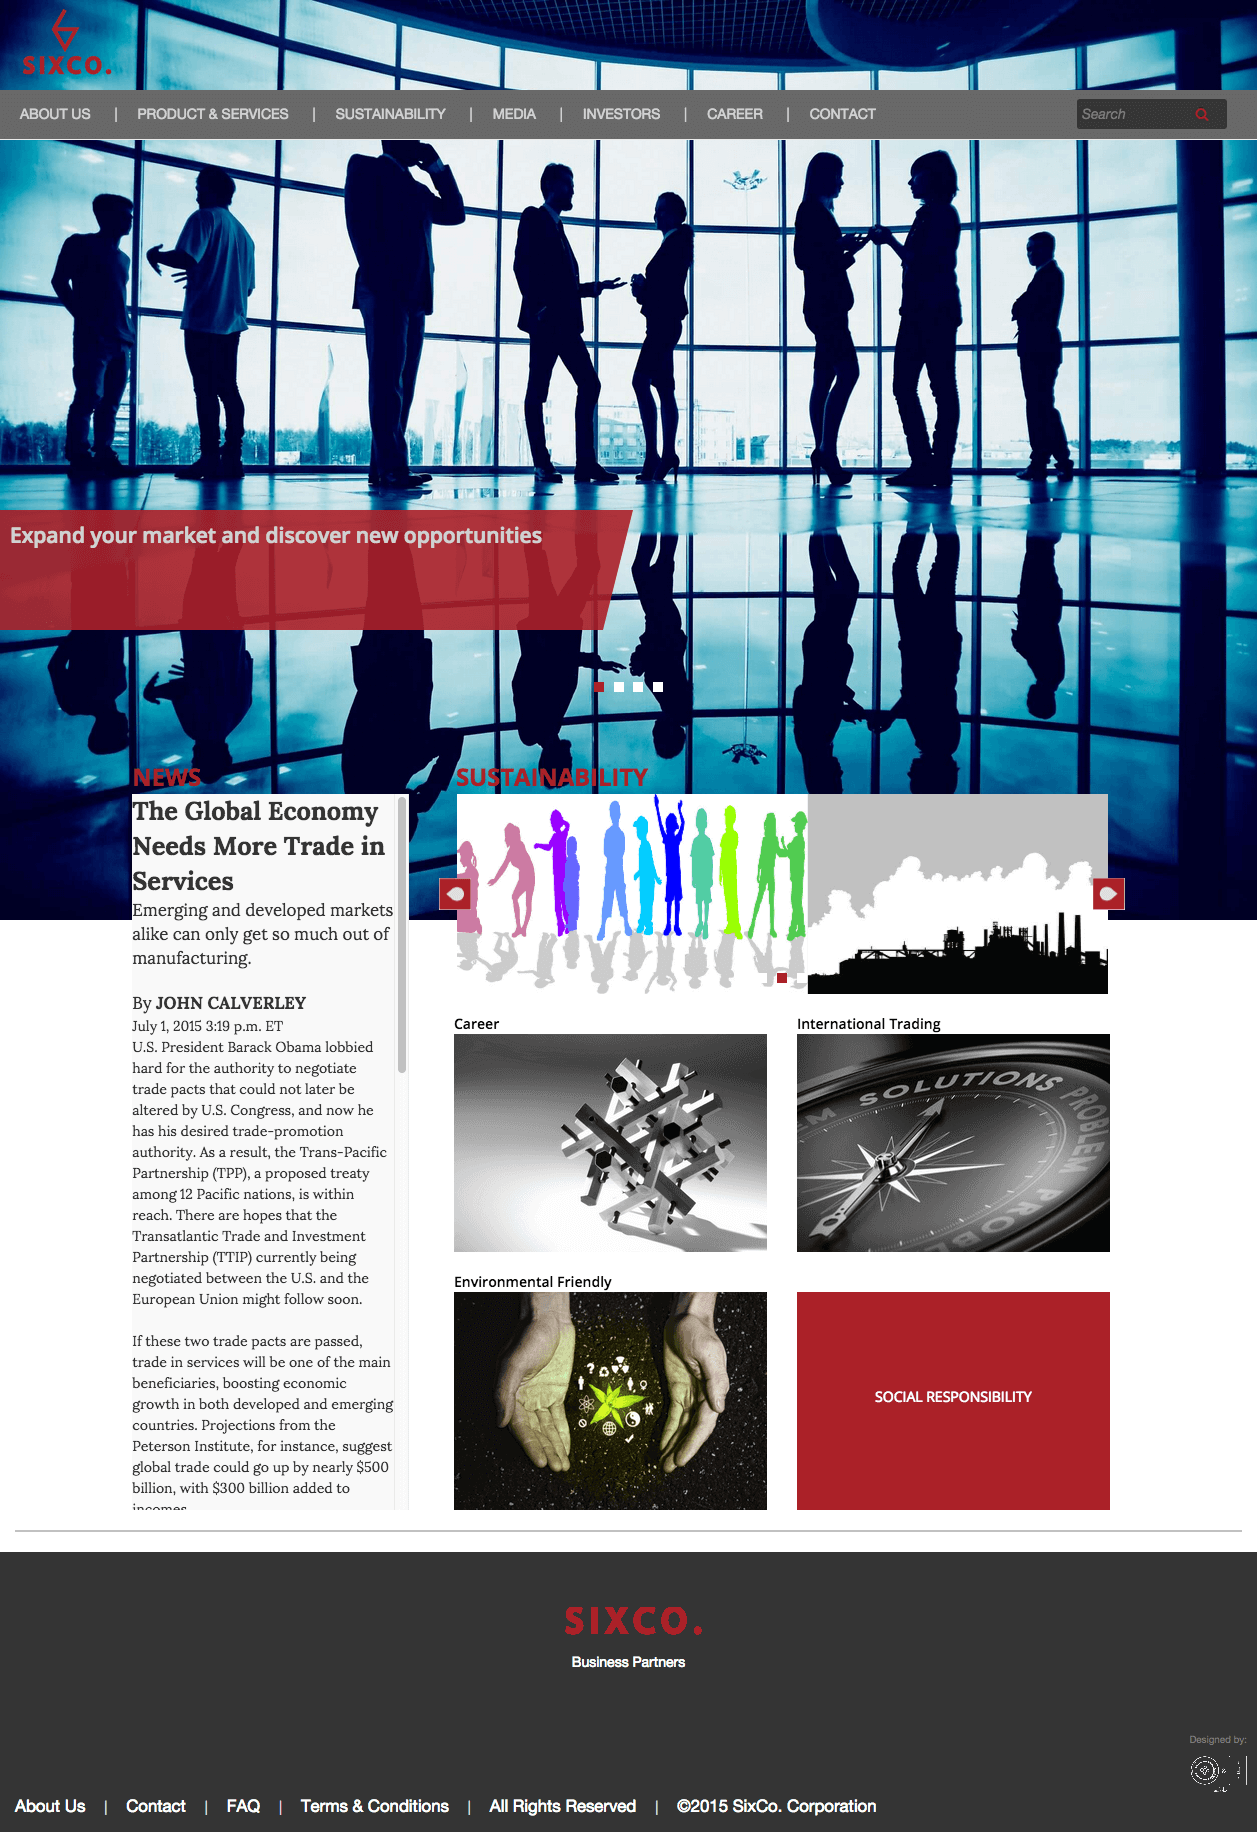 SIXCO.
ABOUT US | PRODUCT & SERVICES | SUSTAINABILITY | MEDIA | INVESTORS | CAREER | CONTACT
Search
Expand your market and discover new opportunities
NEWS
The Global Economy
Needs More Trade in
Services
Emerging and developed markets
alike can only get so much out of
manufacturing.
By JOHN CALVERLEY
July 1, 2015 3:19 p.m. ET
U.S. President Barack Obama lobbied
hard for the authority to negotiate
trade pacts that could not later be
altered by U.S. Congress, and now he
has his desired trade-promotion
authority. As a result, the Trans-Pacific
Partnership (TPP), a proposed treaty
among 12 Pacific nations, is within
reach. There are hopes that the
Transatlantic Trade and Investment
Partnership (TTIP) currently being
negotiated between the U.S. and the
European Union might follow soon.
If these two trade pacts are passed,
trade in services will be one of the main
beneficiaries, boosting economic
growth in both developed and emerging
countries. Projections from the
Peterson Institute, for instance, suggest
global trade could go up by nearly $500
billion, with $300 billion added to
incomes
SUSTAINABILITY
Career
International Trading
SOLUTIONS
PROBLEM
Environmental Friendly
SOCIAL RESPONSIBILITY
SIXCO.
Business Partners
Designed by:
About Us | Contact | FAQ | Terms & Conditions | All Rights Reserved | ©2015 SixCo. Corporation